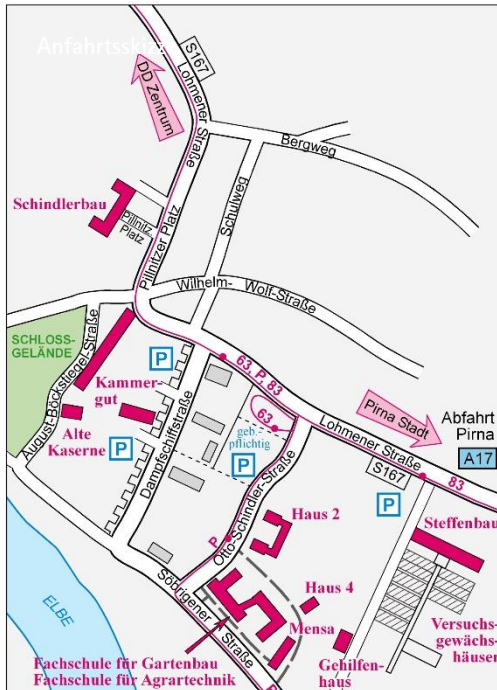 Anfahrtsskizz
S167
DD Zentrum
Lohmener
Straße
Bergweg
Schindlerbau
Pillnitz.
Platz
Pillnitzer Platz
Schulweg
Wilhelm-
Wolf-Straße
SCHLOSS-
GELÄNDE
August-Böckstiegel-Straße
P
63, P, 83
Kammer-
gut
Alte
Kaserne
P
Dampfschiffstraße
63
geb.
pflichtig
P
Pirna Stadt
Abfahrt
Pirna
A17
Lohmener Straße
S167
83
P
Otto-Schindler-Straße
P
Haus 2
Steffenbau
Haus 4
Mensa
Söbrigener Straße
ELBE
Versuchs-
gewächs-
häuser
Gehilfen-
haus
Fachschule für Gartenbau
Fachschule für Agrartechnik